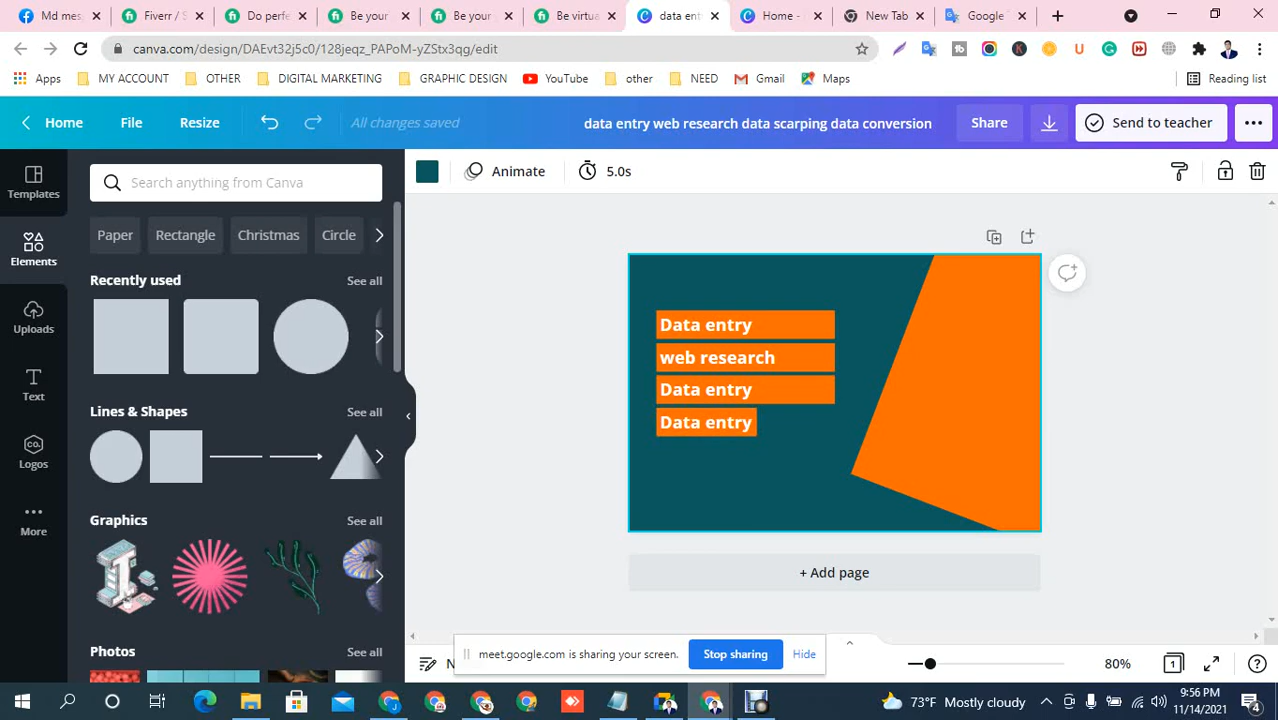 Md mes
Fiverr / S
Do perfe
Be your
Be your
Be virtua
data entr
Home -
New Tab
Google
canva.com/design/DAEvt32j5c0/128jeqz_PAPoM-yZStx3qg/edit
Apps
MY ACCOUNT
OTHER
DIGITAL MARKETING
GRAPHIC DESIGN
YouTube
other
NEED
Gmail
Maps
Reading list
Home
File
Resize
All changes saved
data entry web research data scarping data conversion
Share
Send to teacher
Templates
Elements
Uploads
Text
Logos
More
Search anything from Canva
Paper
Rectangle
Christmas
Circle
Recently used
See all
Lines & Shapes
See all
Graphics
See all
Photos
See all
Animate
5.0s
Data entry
web research
Data entry
Data entry
+ Add page
meet.google.com is sharing your screen.
Stop sharing
Hide
80%
1
73°F Mostly cloudy
9:56 PM
11/14/2021
4